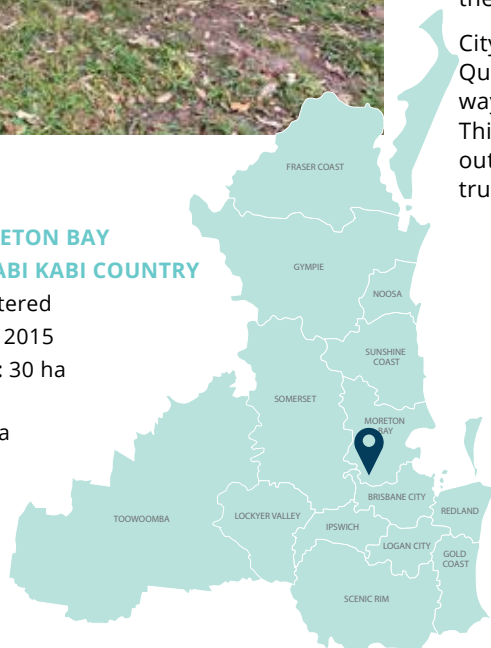 the
City
Qu
way
Thi
out
tru
ETON BAY
ABI KABI COUNTRY
tered
2015
: 30 ha
a
FRASER COAST
GYMPIE
NOOSA
SUNSHINE
COAST
SOMERSET
MORETON
BAY
BRISBANE CITY
REDLAND
TOOWOOMBA
LOCKYER VALLEY
IPSWICH
LOGAN CITY
GOLD
COAST
SCENIC RIM